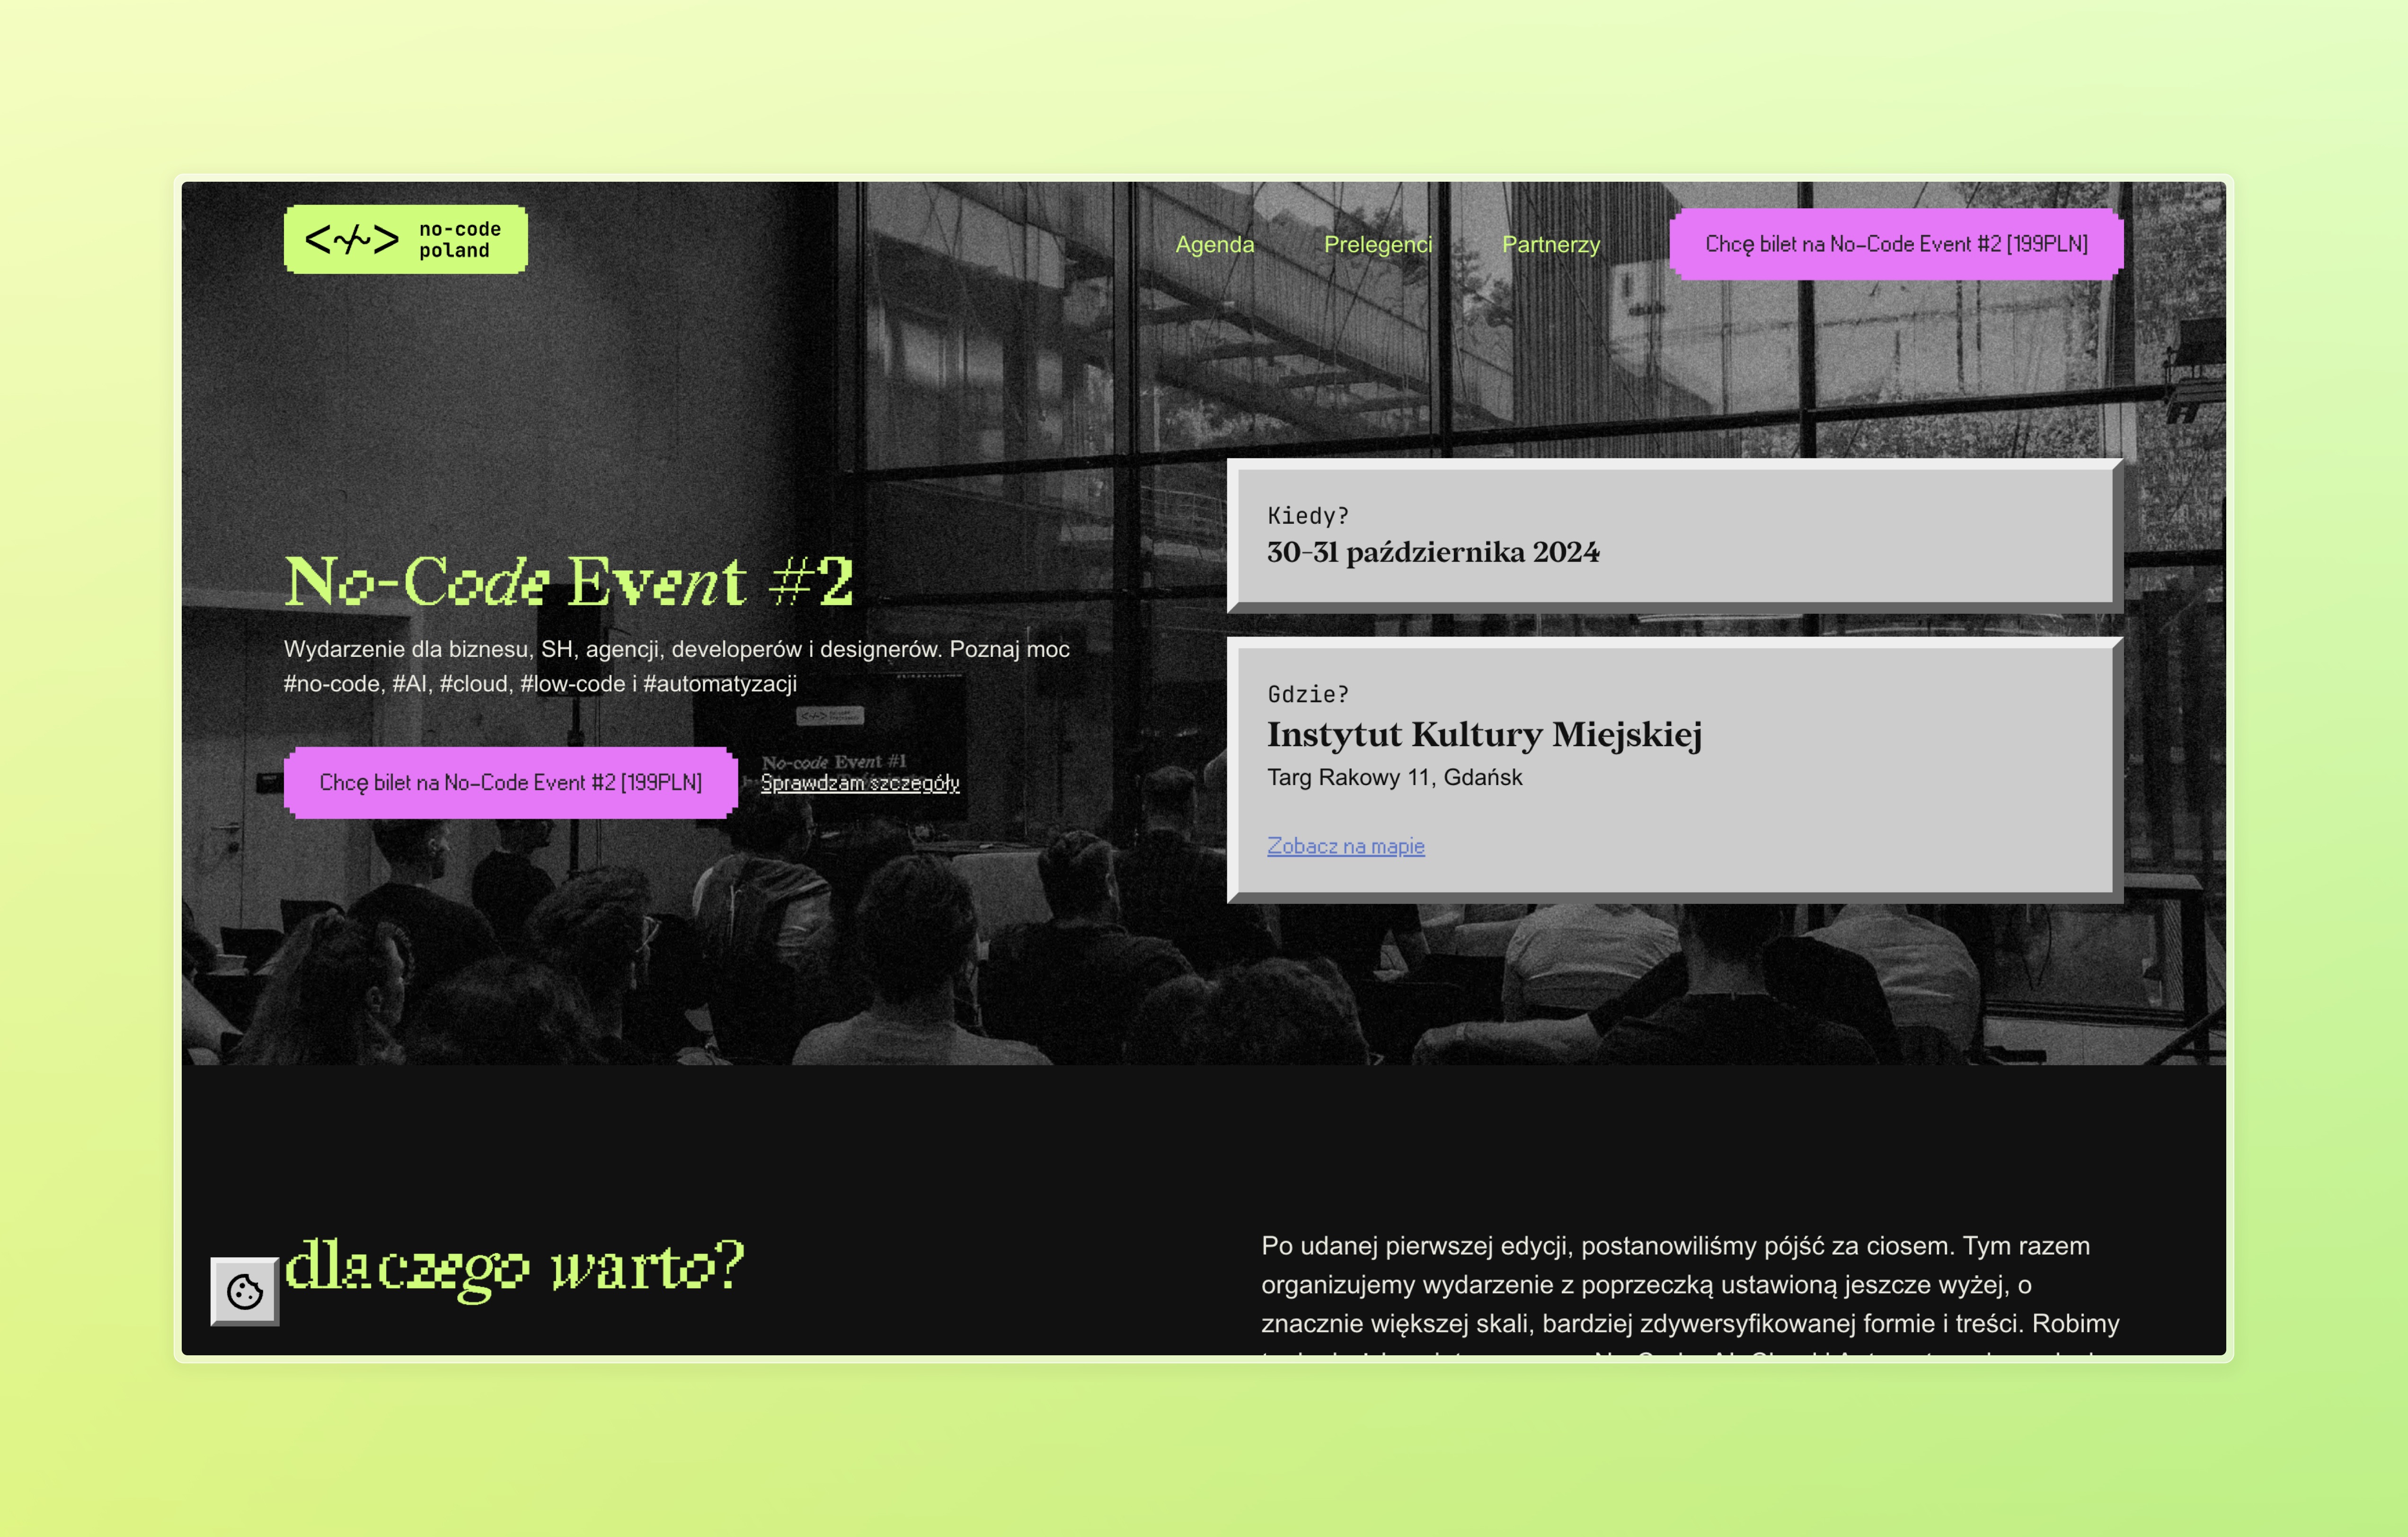 <~/~> no-code
poland
Agenda
Prelegenci
Partnerzy
Chcę bilet na No-Code Event #2 [199PLN]
No-Code Event #2
Wydarzenie dla biznesu, SH, agencji, developerów i designerów. Poznaj moc
#no-code, #AI, #cloud, #low-code i #automatyzacji
Chcę bilet na No-Code Event #2 [199PLN]
No-code Event #1
Sprawdzam szczegóły
Kiedy?
30-31 października 2024
Gdzie?
Instytut Kultury Miejskiej
Targ Rakowy 11, Gdańsk
Zobacz na mapie
dlaczego warto?
Po udanej pierwszej edycji, postanowiliśmy pójść za ciosem. Tym razem
organizujemy wydarzenie z poprzeczką ustawioną jeszcze wyżej, o
znacznie większej skali, bardziej zdywersyfikowanej formie i treści. Robimy